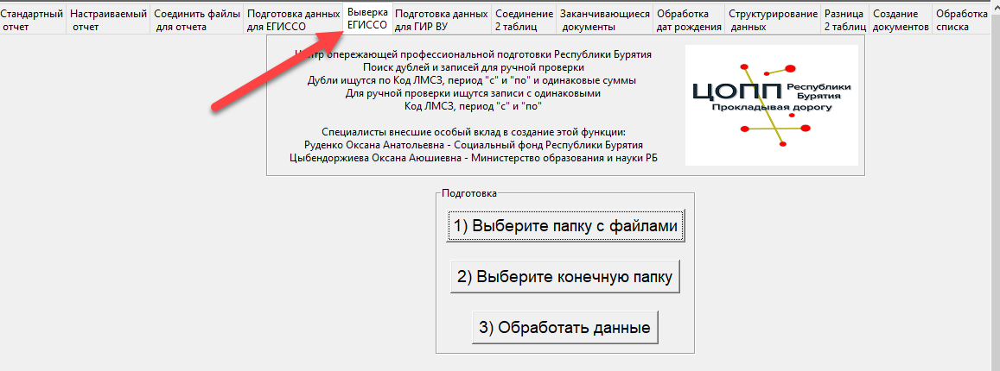 Стандартный отчет
Настраиваемый отчет
Соединить файлы для отчета
Подготовка данных для ЕГИССО
Выверка ЕГИССО
Подготовка данных для ГИР ВУ
Соединение 2 таблиц
Заканчивающиеся документы
Обработка дат рождения
Структурирование данных
Разница 2 таблиц
Создание документов
Обработка списка
Центр опережающей профессиональной подготовки Республики Бурятия
Поиск дублей и записей для ручной проверки
Дубли ищутся по Код ЛМСЗ, период "с" и "по" и одинаковые суммы
Для ручной проверки ищутся записи с одинаковыми
Код ЛМСЗ, период "с" и "по"
Специалисты внесшие особый вклад в создание этой функции:
Руденко Оксана Анатольевна - Социальный фонд Республики Бурятия
Цыбендоржиева Оксана Аюшиевна - Министерство образования и науки РБ
ЦОПП Республики Бурятия
Прокладывая дорогу
Подготовка
1) Выберите папку с файлами
2) Выберите конечную папку
3) Обработать данные